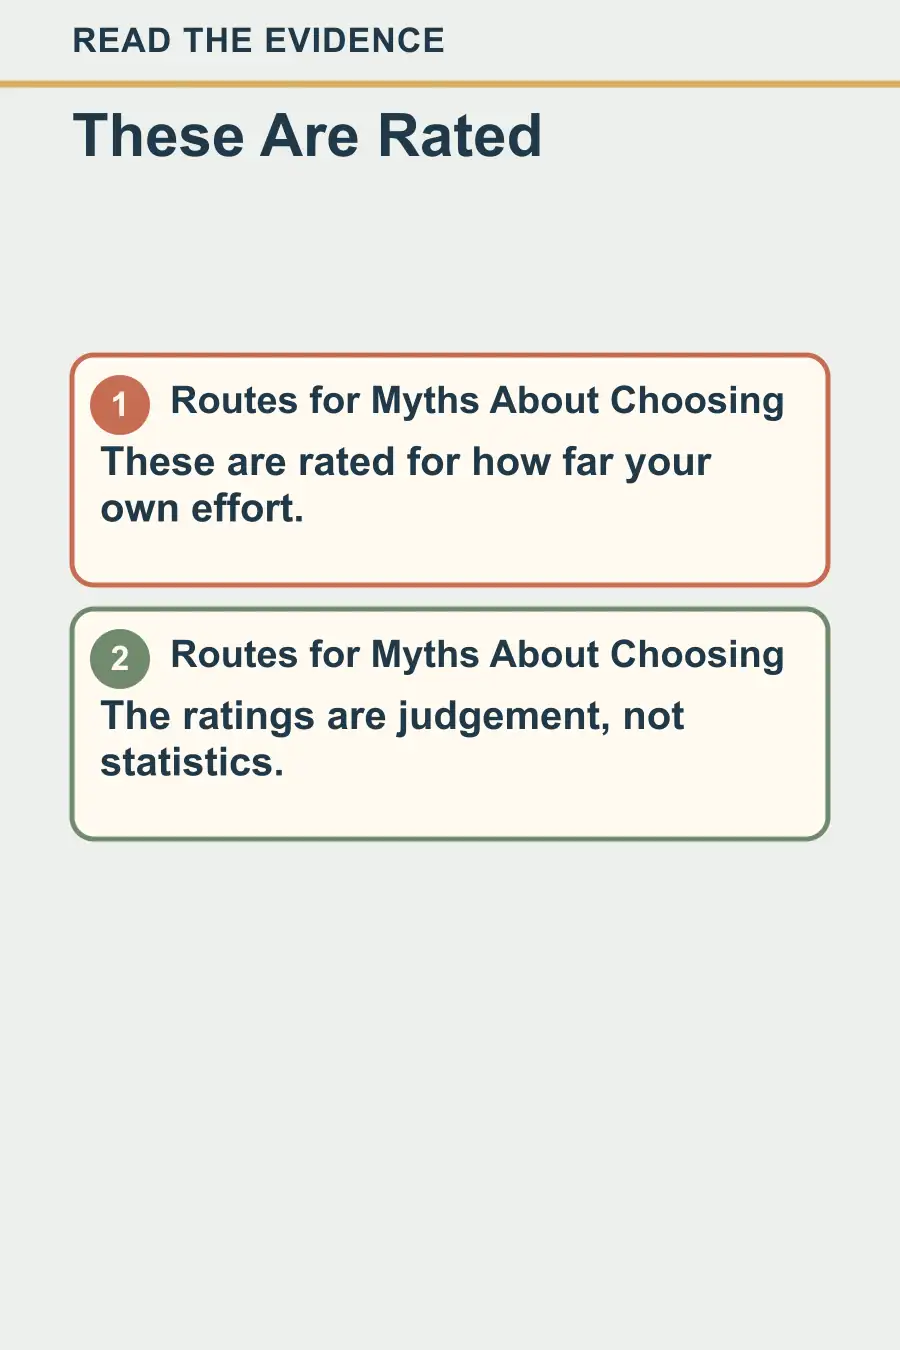 READ THE EVIDENCE
These Are Rated
1
Routes for Myths About Choosing
These are rated for how far your
own effort.
2
Routes for Myths About Choosing
The ratings are judgement, not
statistics.